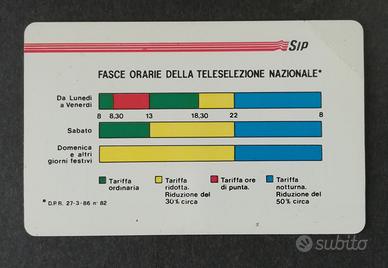 SIP
FASCE ORARIE DELLA TELESELEZIONE NAZIONALE*
Da Lunedì
a Venerdì
8 8,30 13 18,30 22 8
Sabato
Domenica
e altri
giorni festivi
Tariffa ordinaria
Tariffa ridotta. Riduzione del 30% circa
Tariffa ore di punta.
Tariffa notturna. Riduzione del 50% circa
* D.P.R. 27-3-86 n° 82
subito